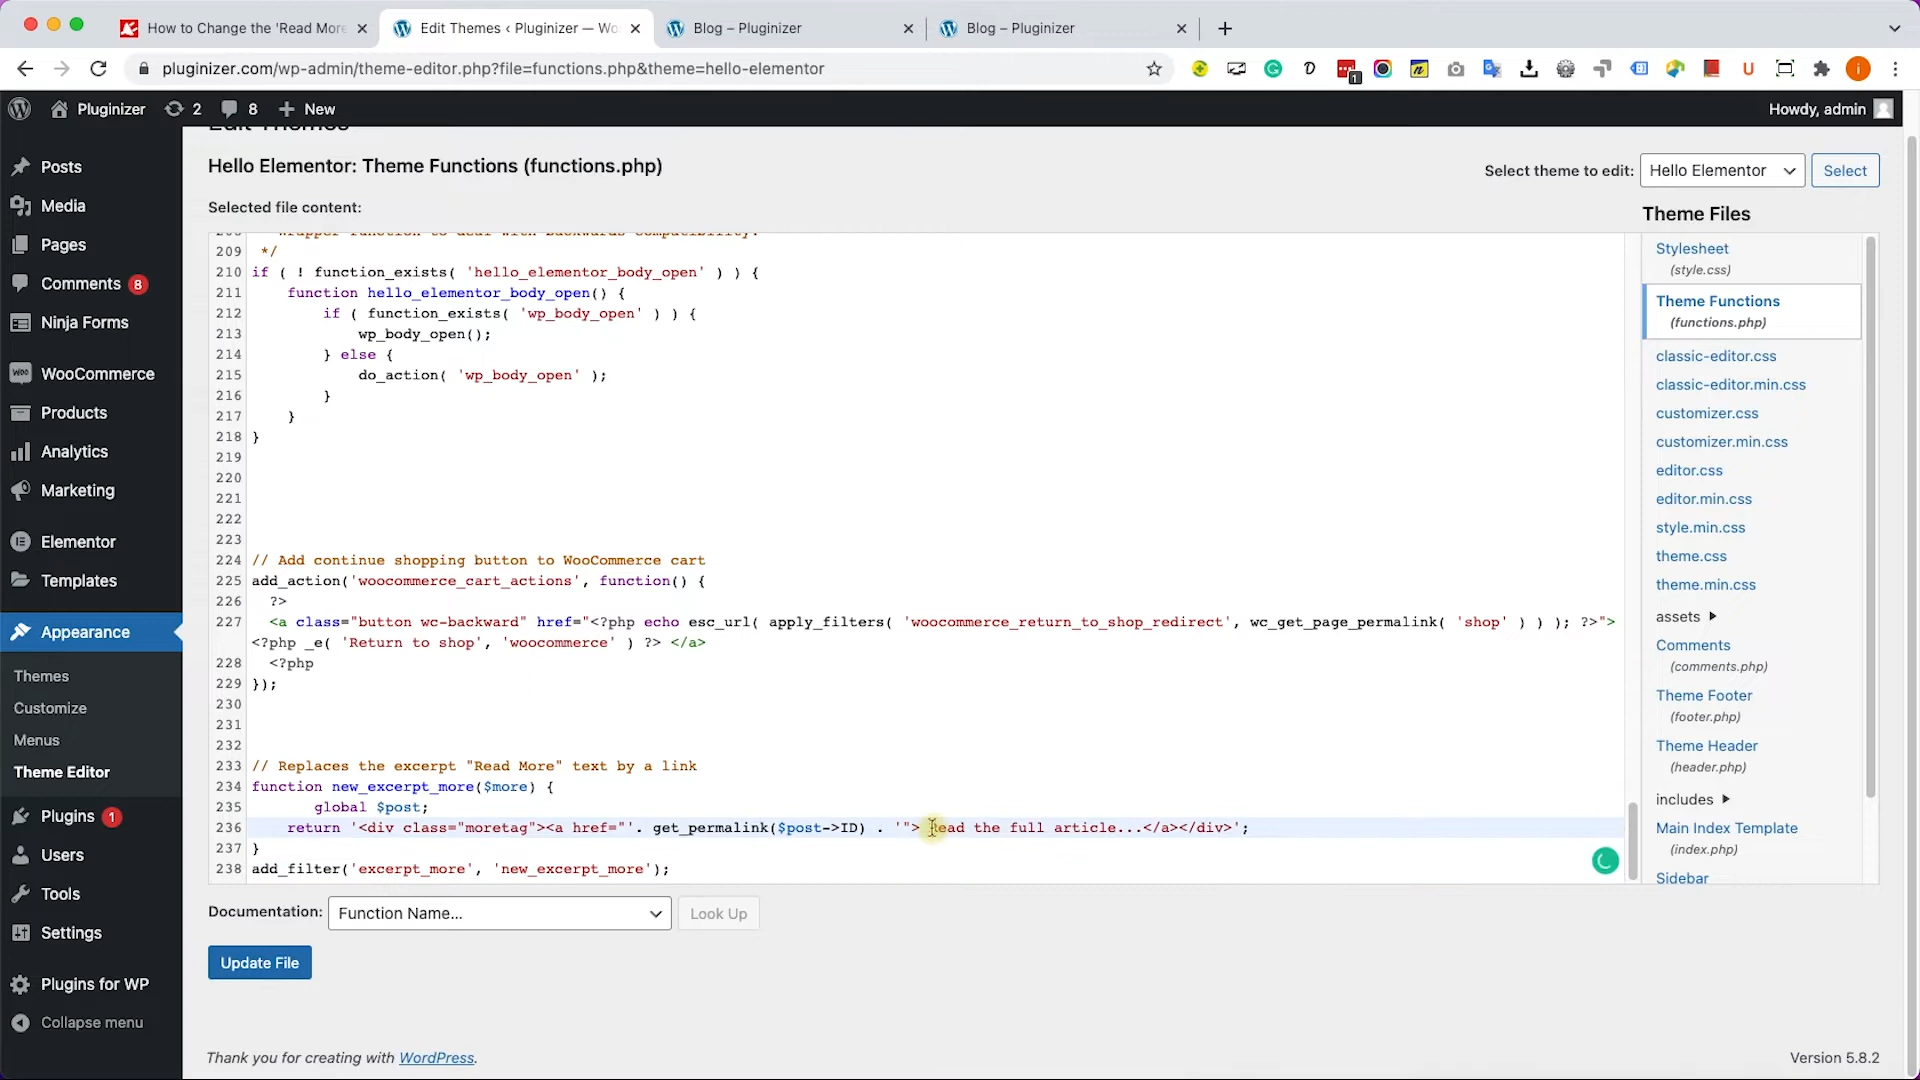 How to Change the 'Read More
Edit Themes ‹ Pluginizer — Wo
Blog – Pluginizer
Blog – Pluginizer
pluginizer.com/wp-admin/theme-editor.php?file=functions.php&theme=hello-elementor
Pluginizer 2 8 New
Howdy, admin
Edit Themes
Posts
Media
Pages
Comments 8
Ninja Forms
WooCommerce
Products
Analytics
Marketing
Elementor
Templates
Appearance
Themes
Customize
Menus
Theme Editor
Plugins 1
Users
Tools
Settings
Plugins for WP
Collapse menu
Hello Elementor: Theme Functions (functions.php)
Select theme to edit: Hello Elementor Select
Selected file content:
208 wrapper function to deal with backwards compatibility.
209 */
210 if ( ! function_exists( 'hello_elementor_body_open' ) ) {
211 function hello_elementor_body_open() {
212 if ( function_exists( 'wp_body_open' ) ) {
213 wp_body_open();
214 } else {
215 do_action( 'wp_body_open' );
216 }
217 }
218 }
219
220
221
222
223
224 // Add continue shopping button to WooCommerce cart
225 add_action('woocommerce_cart_actions', function() {
226 ?>
227 <a class="button wc-backward" href="<?php echo esc_url( apply_filters( 'woocommerce_return_to_shop_redirect', wc_get_page_permalink( 'shop' ) ) ); ?>">
<?php _e( 'Return to shop', 'woocommerce' ) ?> </a>
228 <?php
229 });
230
231
232
233 // Replaces the excerpt "Read More" text by a link
234 function new_excerpt_more($more) {
235 global $post;
236 return '<div class="moretag"><a href="'. get_permalink($post->ID) . '"> Read the full article...</a></div>';
237 }
238 add_filter('excerpt_more', 'new_excerpt_more');
Theme Files
Stylesheet
(style.css)
Theme Functions
(functions.php)
classic-editor.css
classic-editor.min.css
customizer.css
customizer.min.css
editor.css
editor.min.css
style.min.css
theme.css
theme.min.css
assets
Comments
(comments.php)
Theme Footer
(footer.php)
Theme Header
(header.php)
includes
Main Index Template
(index.php)
Sidebar
Documentation: Function Name... Look Up
Update File
Thank you for creating with WordPress.
Version 5.8.2